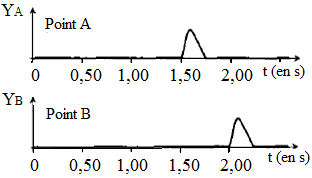 YA
Point A
0 0,50 1,00 1,50 2,00 t (en s)
YB
Point B
0 0,50 1,00 1,50 2,00 t (en s)